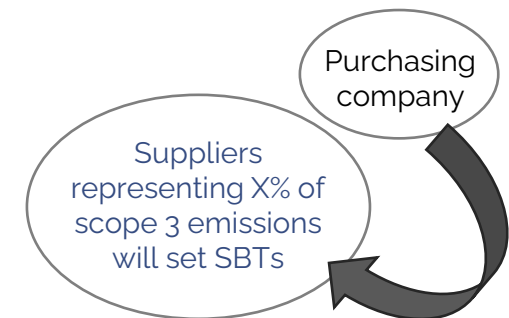 Purchasing
company
Suppliers
representing X% of
scope 3 emissions
will set SBTs